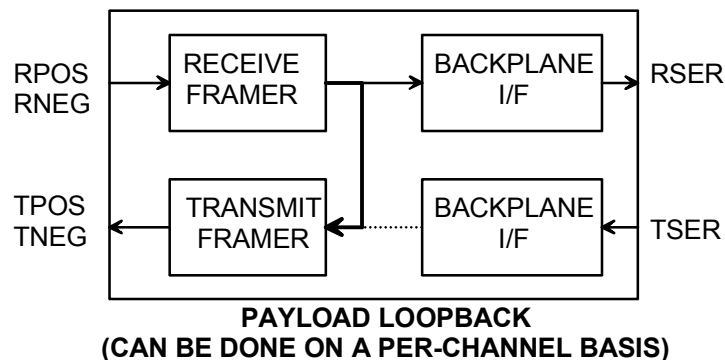 RPOS
RNEG
RECEIVE
FRAMER
BACKPLANE
I/F
RSER
TPOS
TNEG
TRANSMIT
FRAMER
BACKPLANE
I/F
TSER
PAYLOAD LOOPBACK
(CAN BE DONE ON A PER-CHANNEL BASIS)